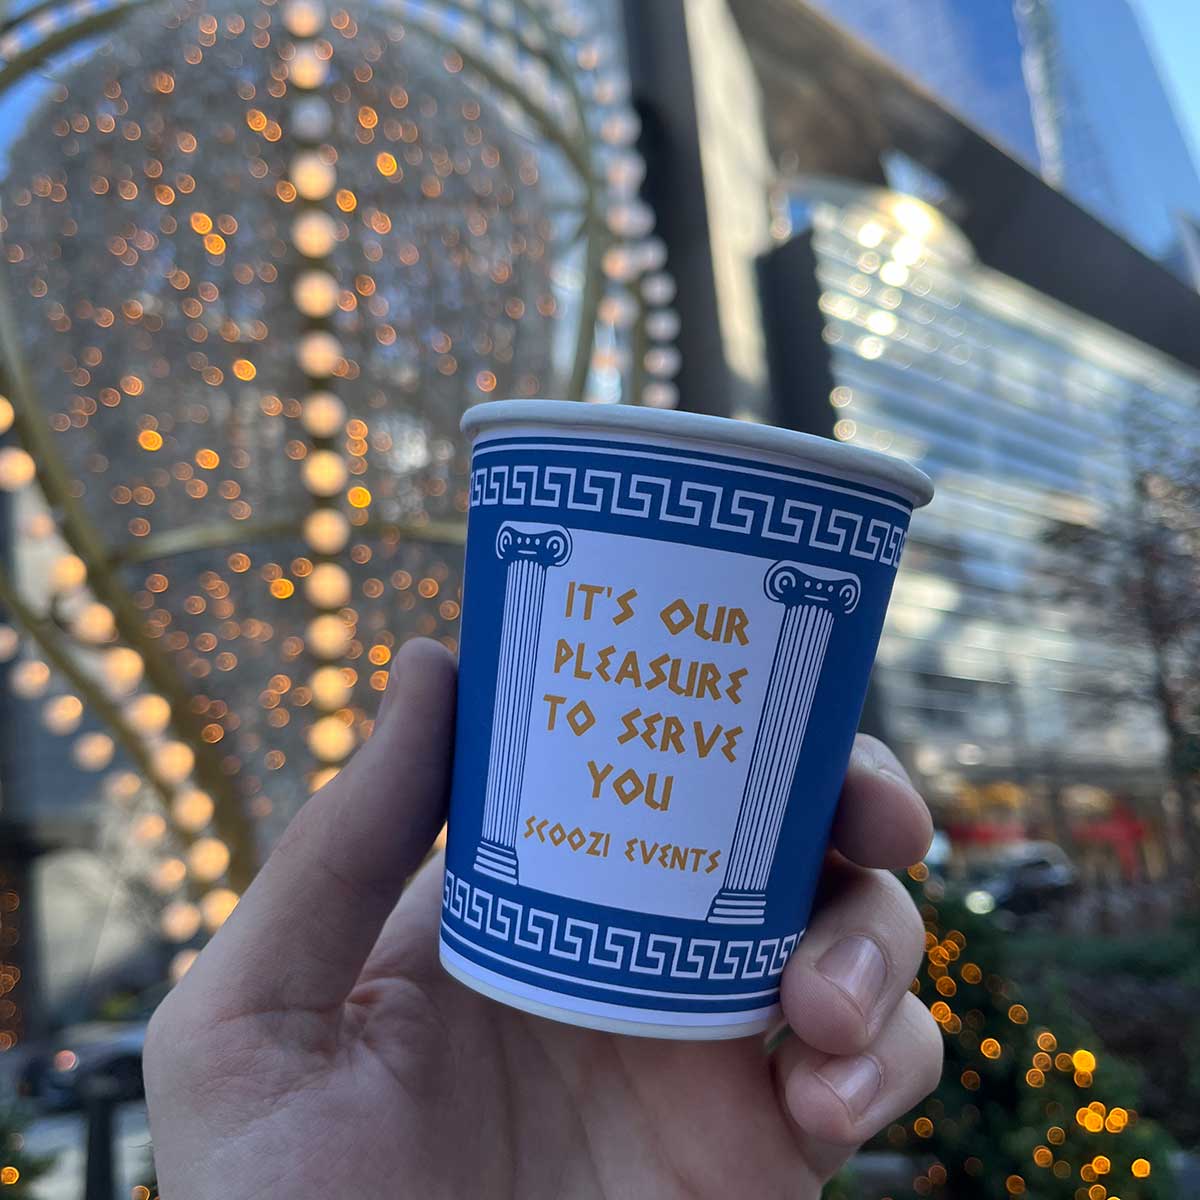 IT'S OUR
PLEASURE
TO SERVE
YOU
SCOOZI EVENTS